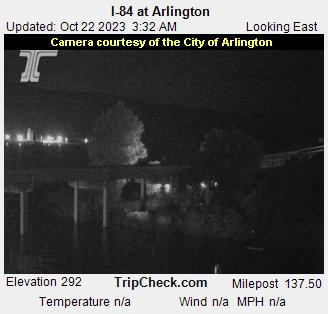 I-84 at Arlington
Updated: Oct 22 2023 3:32 AM Looking East
Camera courtesy of the City of Arlington
Elevation 292 TripCheck.com Milepost 137.50
Temperature n/a Wind n/a MPH n/a